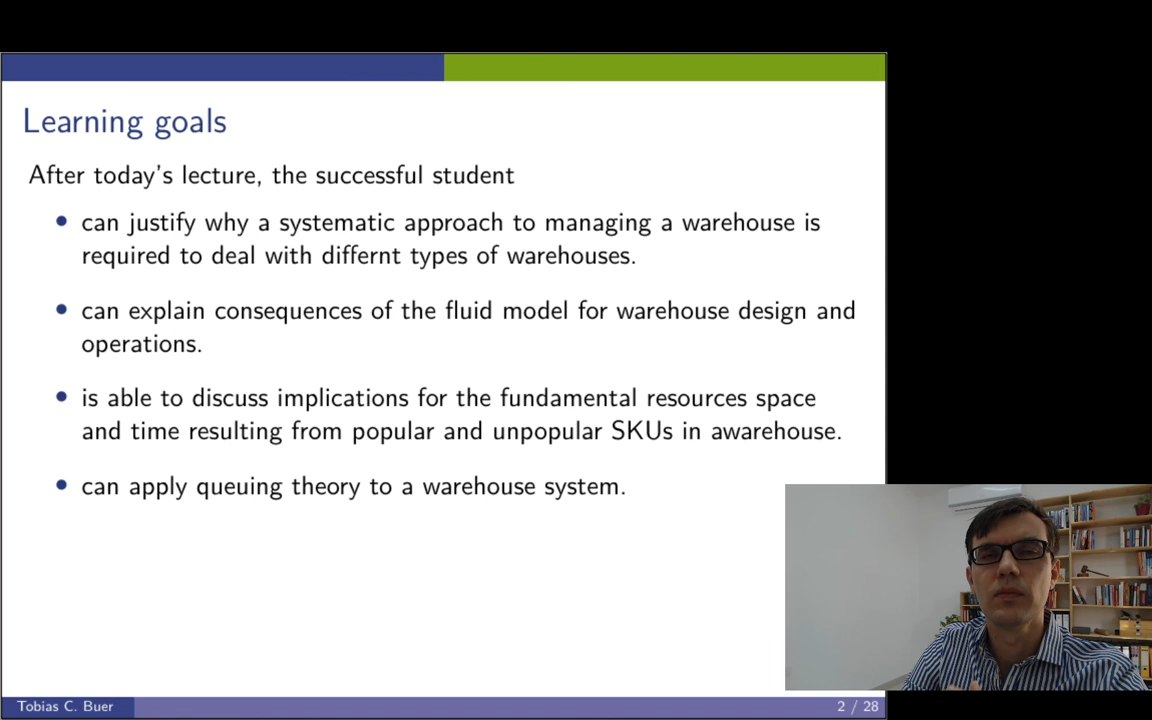 Learning goals
After today's lecture, the successful student
• can justify why a systematic approach to managing a warehouse is
required to deal with differnt types of warehouses.
• can explain consequences of the fluid model for warehouse design and
operations.
• is able to discuss implications for the fundamental resources space
and time resulting from popular and unpopular SKUs in awarehouse.
• can apply queuing theory to a warehouse system.
Tobias C. Buer
2 / 28